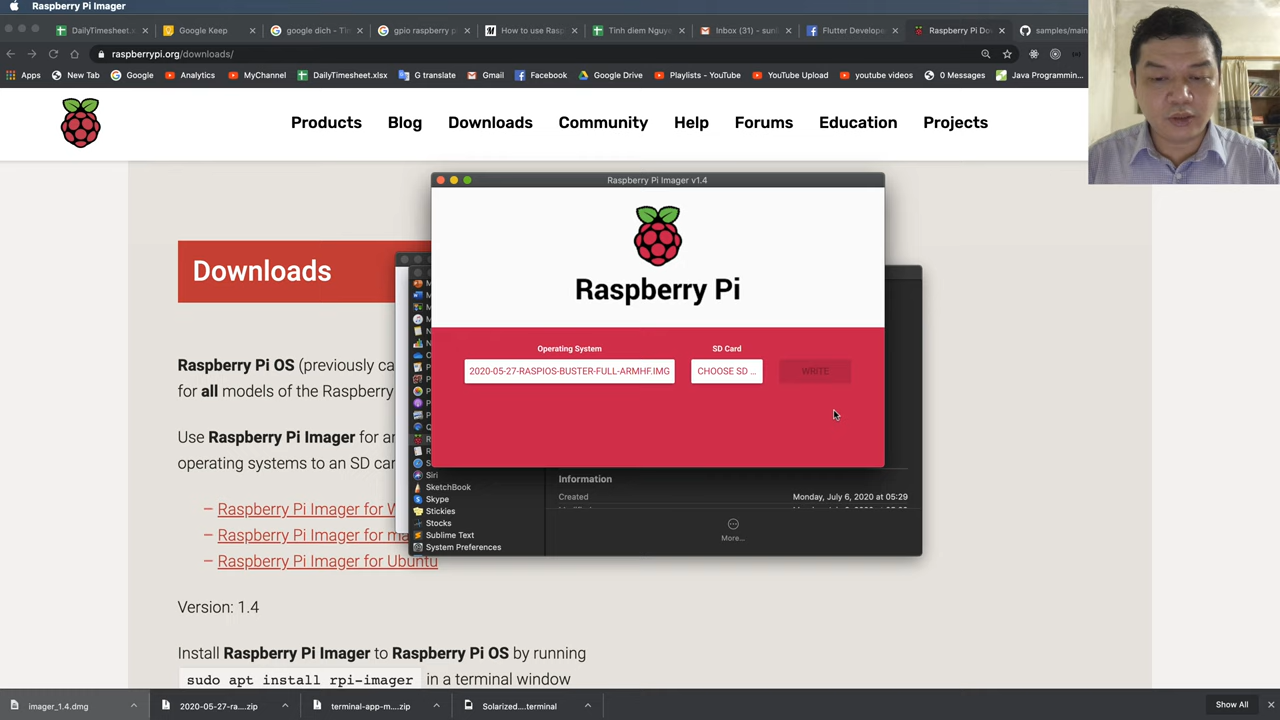 Raspberry Pi Imager
DailyTimesheet.x
Google Keep
google dich - Tìn
gpio raspberry p
How to use Rasp
Tinh diem Nguye
Inbox (31) - sunl
Flutter Develope
Raspberry Pi Dow
samples/main
raspberrypi.org/downloads/
Apps
New Tab
Google
Analytics
MyChannel
DailyTimesheet.xlsx
G translate
Gmail
Facebook
Google Drive
Playlists - YouTube
YouTube Upload
youtube videos
0 Messages
Java Programmin...
Products
Blog
Downloads
Community
Help
Forums
Education
Projects
Raspberry Pi Imager v1.4
Raspberry Pi
Operating System
SD Card
2020-05-27-RASPIOS-BUSTER-FULL-ARMHF.IMG
CHOOSE SD ...
WRITE
Downloads
Raspberry Pi OS (previously ca
for all models of the Raspberry
Use Raspberry Pi Imager for an
operating systems to an SD car
– Raspberry Pi Imager for W
– Raspberry Pi Imager for ma
– Raspberry Pi Imager for Ubuntu
Siri
SketchBook
Skype
Stickies
Stocks
Sublime Text
System Preferences
Information
Created
Monday, July 6, 2020 at 05:29
More...
Version: 1.4
Install Raspberry Pi Imager to Raspberry Pi OS by running
sudo apt install rpi-imager in a terminal window
imager_1.4.dmg
2020-05-27-ra....zip
terminal-app-m....zip
Solarized....terminal
Show All